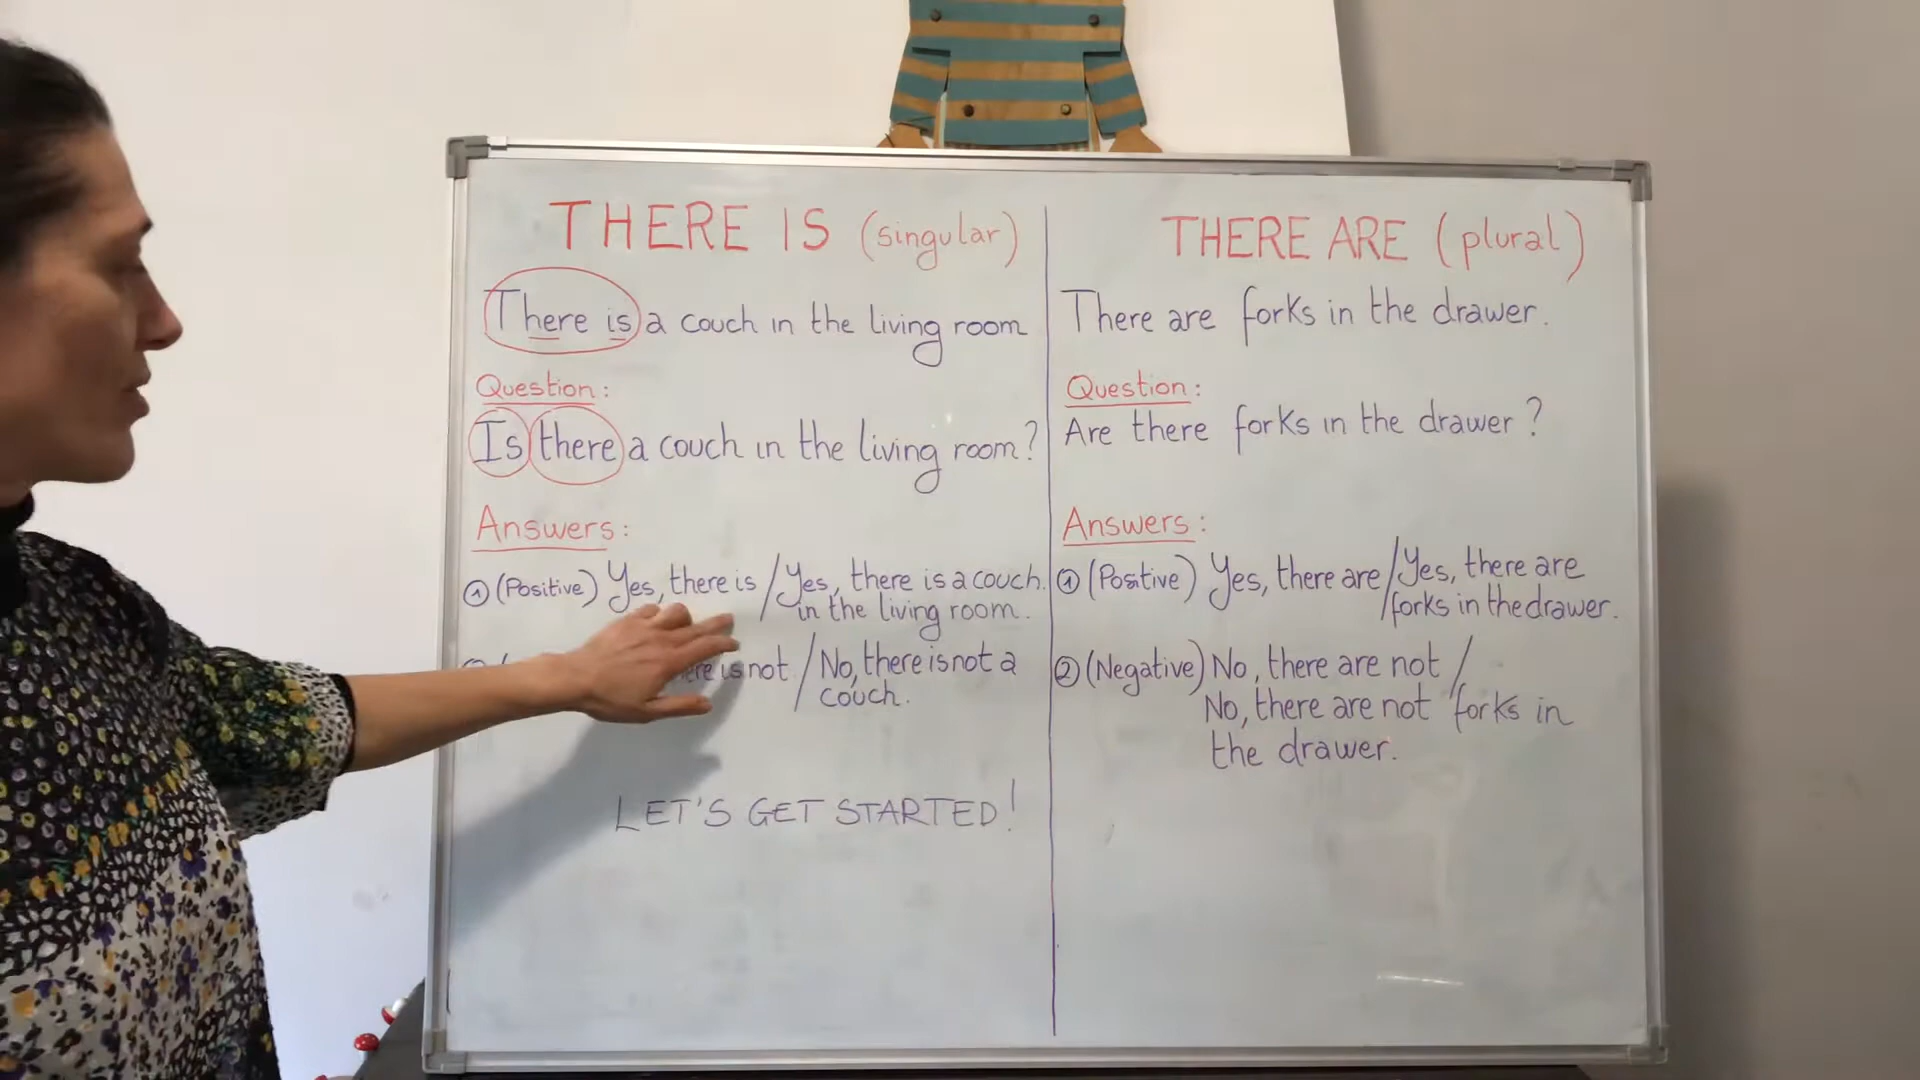 THERE IS (singular)
There is a couch in the living room
Question:
Is there a couch in the living room?
Answers:
① (Positive) Yes, there is / Yes, there is a couch
in the living room.
is not / No, there is not a
couch.
LET'S GET STARTED!
THERE ARE (plural)
There are forks in the drawer.
Question:
Are there forks in the drawer?
Answers:
① (Positive) Yes, there are / Yes, there are
forks in the drawer.
② (Negative) No, there are not /
No, there are not forks in
the drawer.